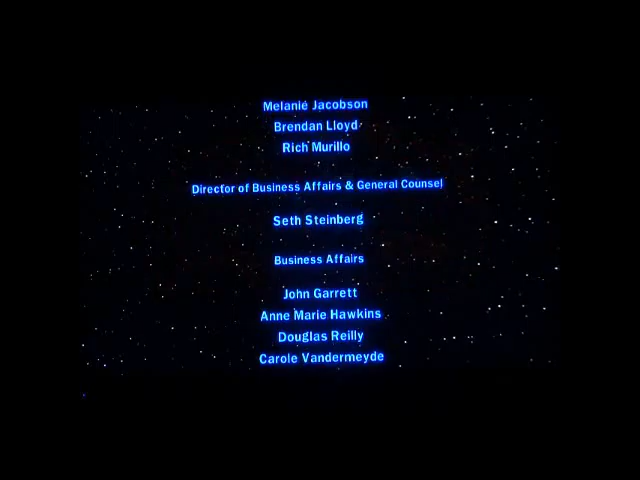 Melanie Jacobson
Brendan Lloyd
Rich Murillo
Director of Business Affairs & General Counsel
Seth Steinberg
Business Affairs
John Garrett
Anne Marie Hawkins
Douglas Reilly
Carole Vandermeyde